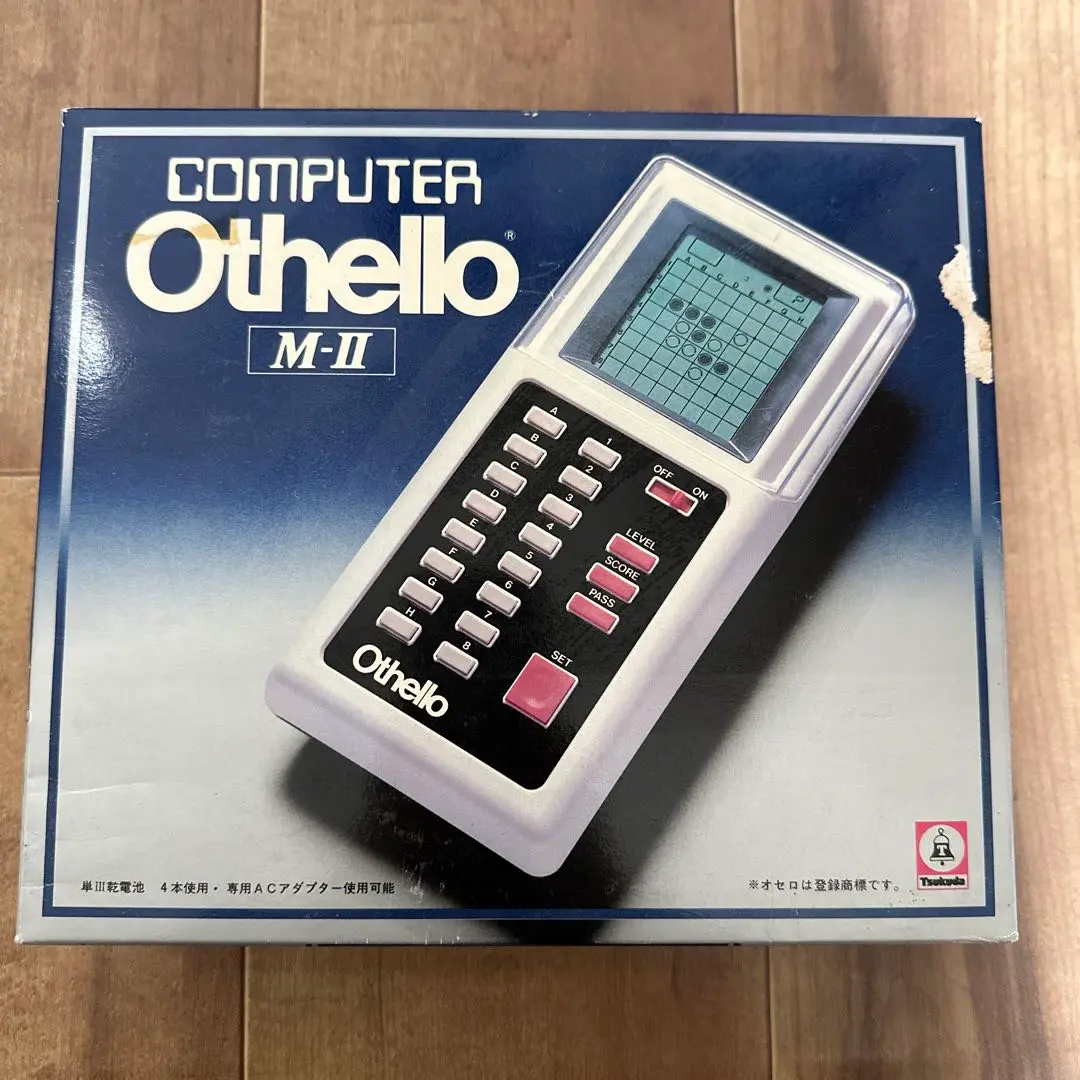 COMPUTER
Othello®
M-II
A
B
C
D
E
F
G
H
1
2
3
4
5
6
7
8
OFF ON
LEVEL
SCORE
PASS
SET
Othello
単III乾電池 4本使用・専用ACアダプター使用可能
※オセロは登録商標です。
T
Tsukuda